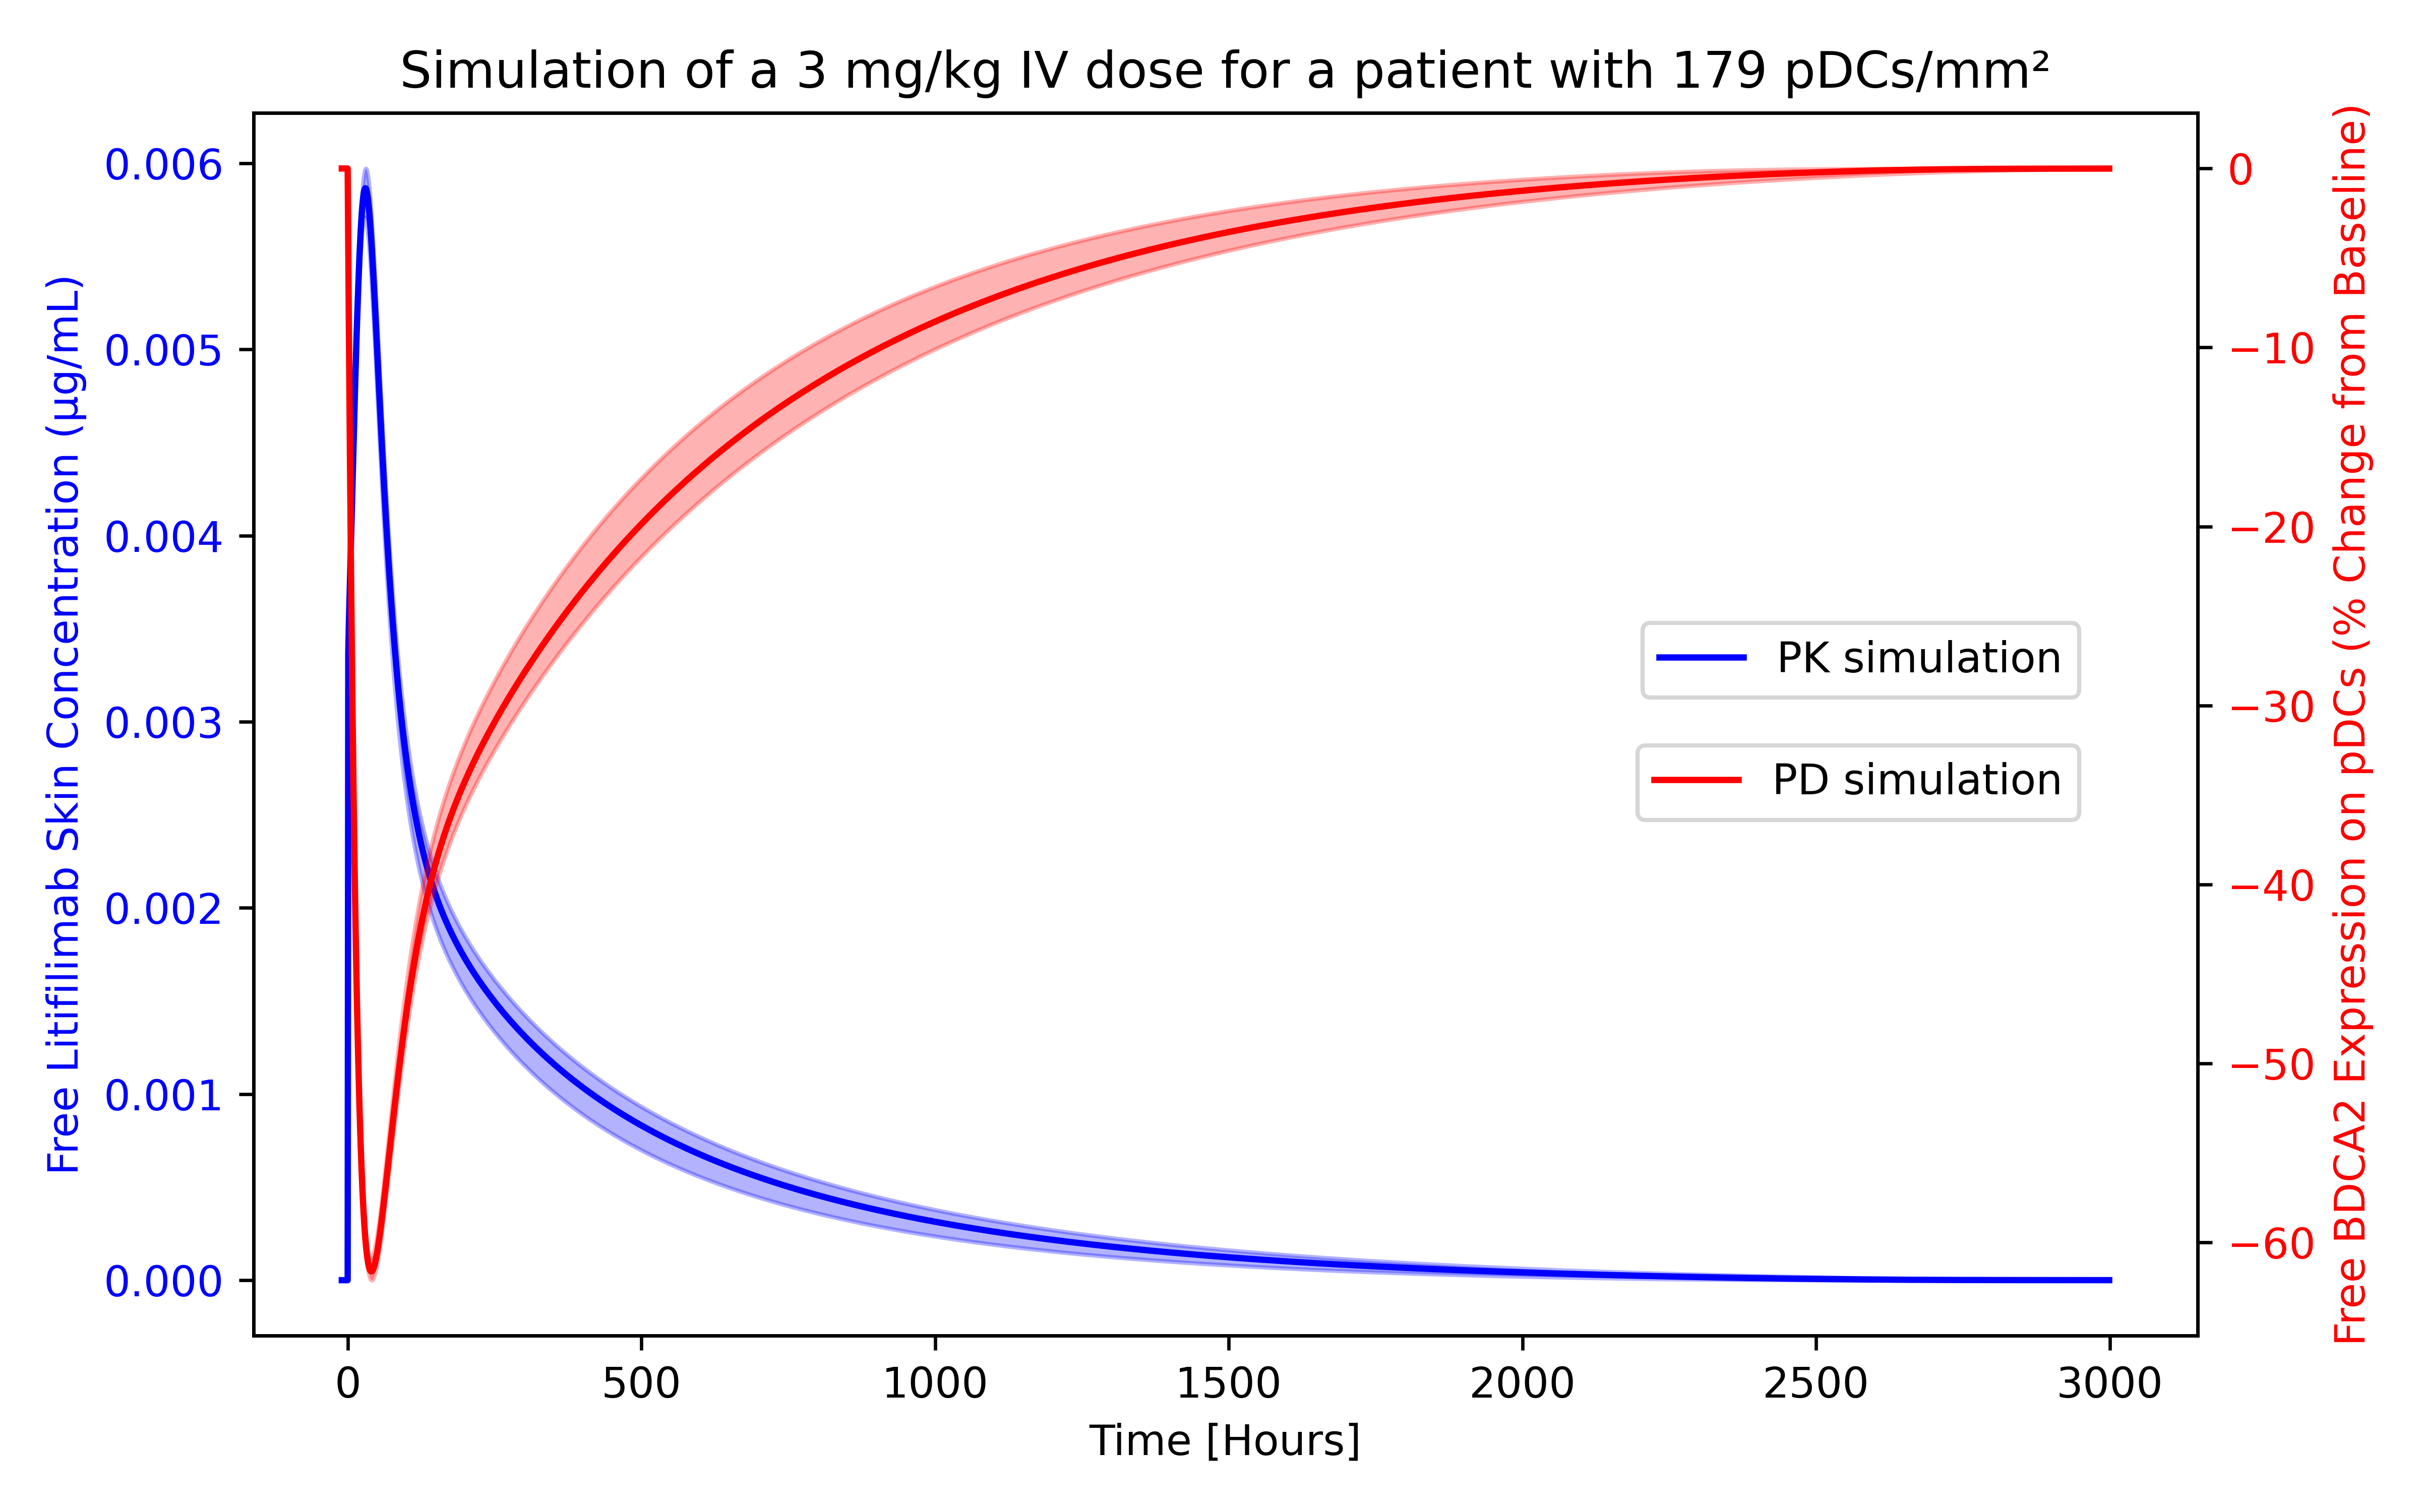 Simulation of a 3 mg/kg IV dose for a patient with 179 pDCs/mm²
Free Litifilimab Skin Concentration (µg/mL)
0.006
0.005
0.004
0.003
0.002
0.001
0.000
PK simulation
PD simulation
0
−10
−20
−30
−40
−50
−60
Free BDCA2 Expression on pDCs (% Change from Baseline)
0 500 1000 1500 2000 2500 3000
Time [Hours]